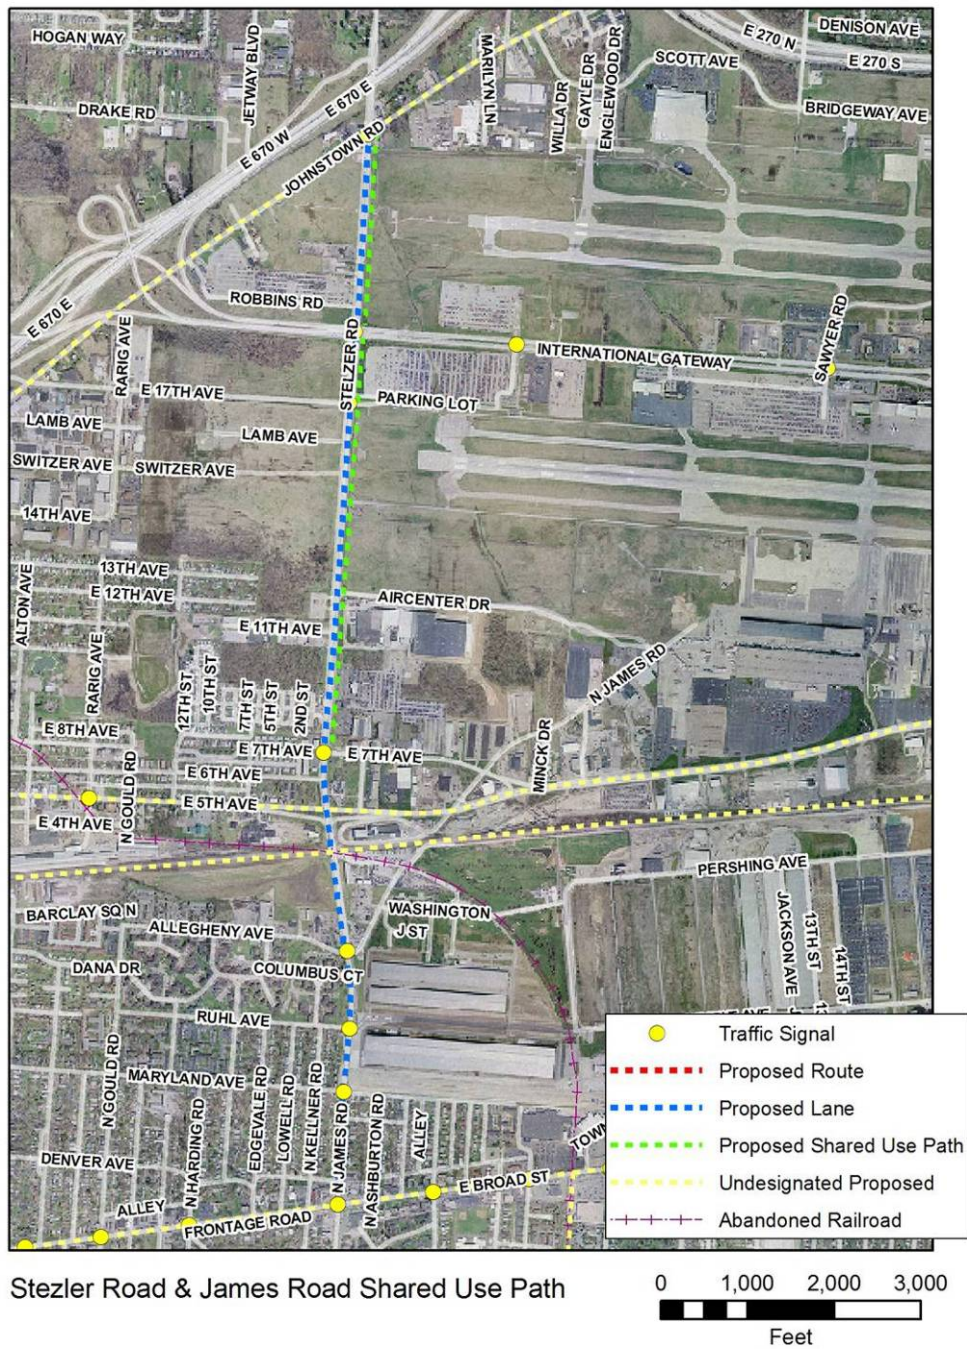 HOGAN WAY
JETWAY BLVD
E 670 E
MARILYN LN
WILLA DR
GAYLE DR
ENGLEWOOD DR
E 270 N
DENISON AVE
E 270 S
SCOTT AVE
BRIDGEWAY AVE
DRAKE RD
E 670 W
JOHNSTOWN RD
ROBBINS RD
E 670 E
RARIG AVE
STELZER RD
INTERNATIONAL GATEWAY
SAWYER RD
E 17TH AVE
PARKING LOT
LAMB AVE
LAMB AVE
SWITZER AVE
SWITZER AVE
14TH AVE
13TH AVE
E 12TH AVE
ALTON AVE
RARIG AVE
E 11TH AVE
AIRCENTER DR
N JAMES RD
12TH ST
10TH ST
7TH ST
5TH ST
2ND ST
E 8TH AVE
E 7TH AVE
E 7TH AVE
MINCK DR
N GOULD RD
E 6TH AVE
E 5TH AVE
E 4TH AVE
PERSHING AVE
BARCLAY SQ N
ALLEGHENY AVE
WASHINGTON
J ST
JACKSON AVE
13TH ST
14TH ST
DANA DR
COLUMBUS CT
RUHL AVE
N GOULD RD
MARYLAND AVE
N HARDING RD
EDGEVALE RD
LOWELL RD
N KELLNER RD
N JAMES RD
N ASHBURTON RD
ALLEY
DENVER AVE
E BROAD ST
ALLEY
FRONTAGE ROAD
Traffic Signal
Proposed Route
Proposed Lane
Proposed Shared Use Path
Undesignated Proposed
Abandoned Railroad
Stezler Road & James Road Shared Use Path
0 1,000 2,000 3,000
Feet